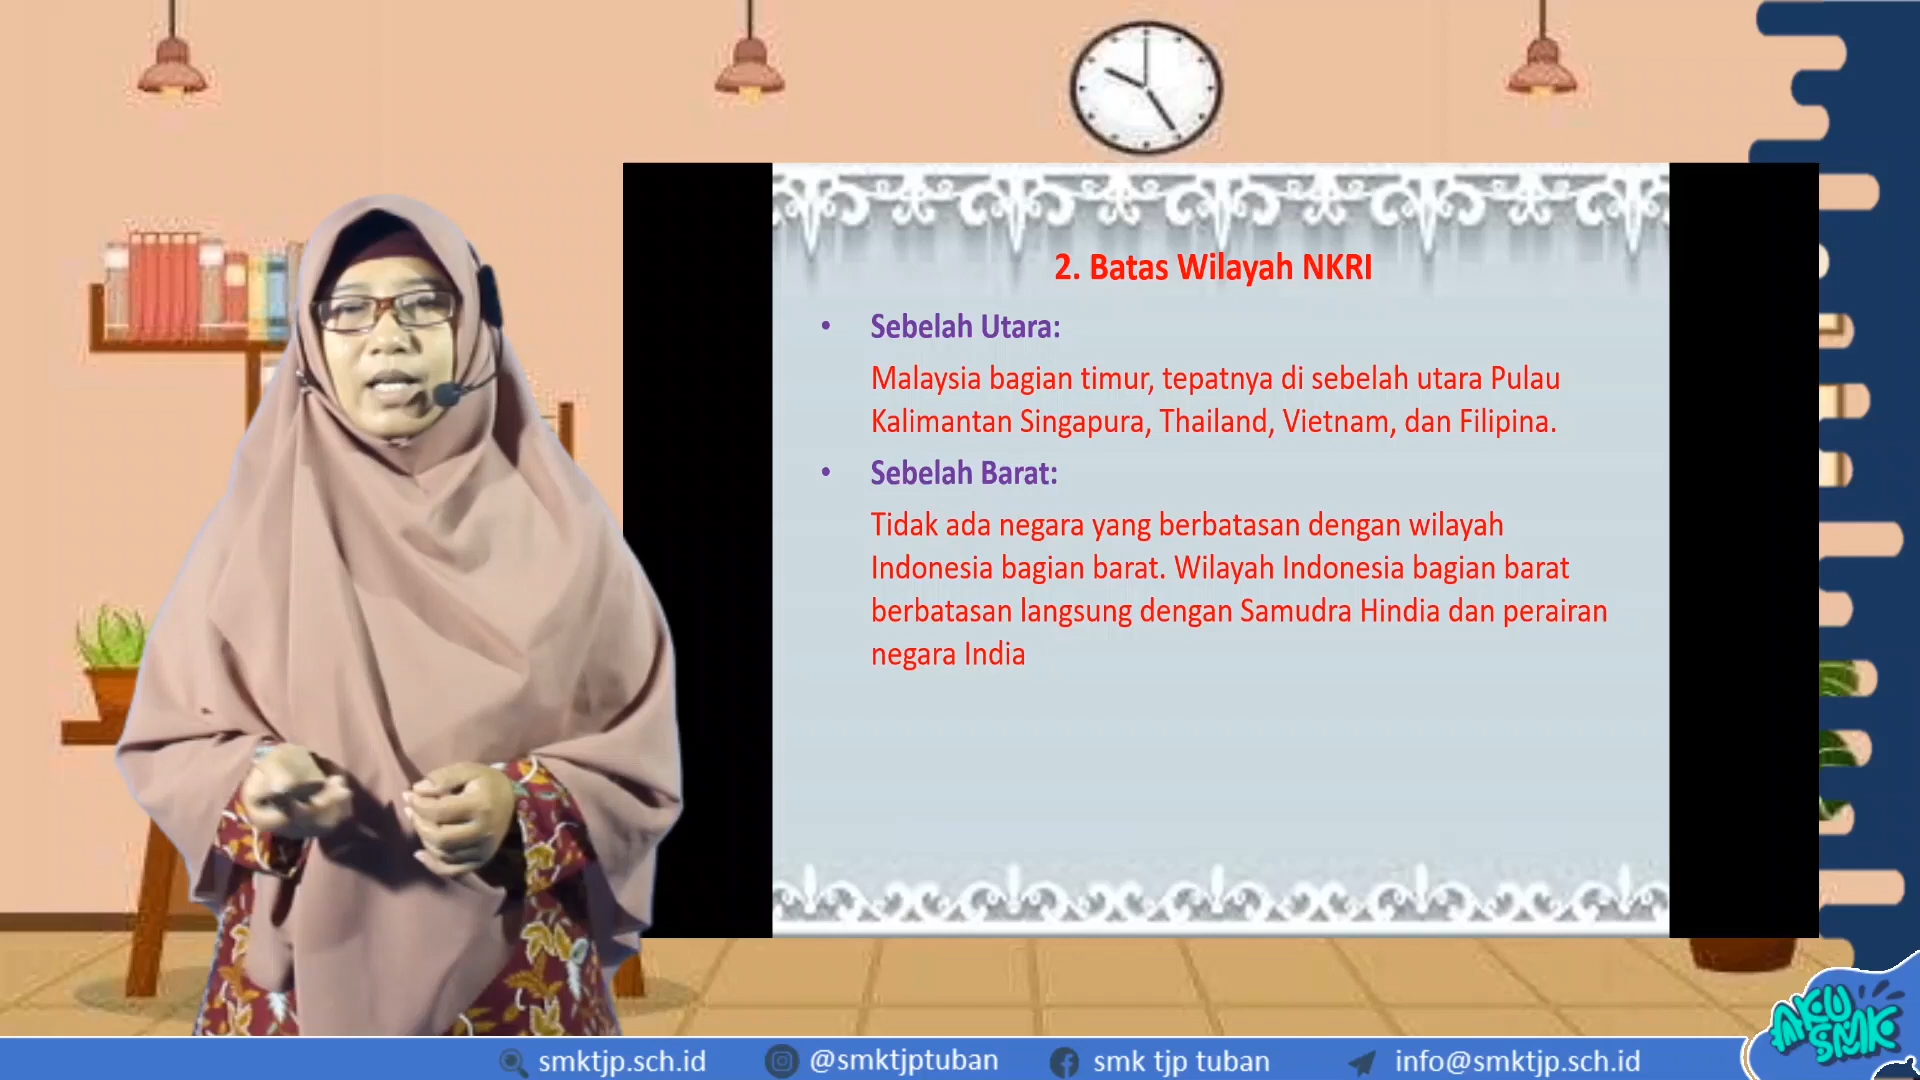 2. Batas Wilayah NKRI
• Sebelah Utara:
Malaysia bagian timur, tepatnya di sebelah utara Pulau
Kalimantan Singapura, Thailand, Vietnam, dan Filipina.
• Sebelah Barat:
Tidak ada negara yang berbatasan dengan wilayah
Indonesia bagian barat. Wilayah Indonesia bagian barat
berbatasan langsung dengan Samudra Hindia dan perairan
negara India
AKU
SMK
smktjp.sch.id @smktjptuban smk tjp tuban info@smktjp.sch.id